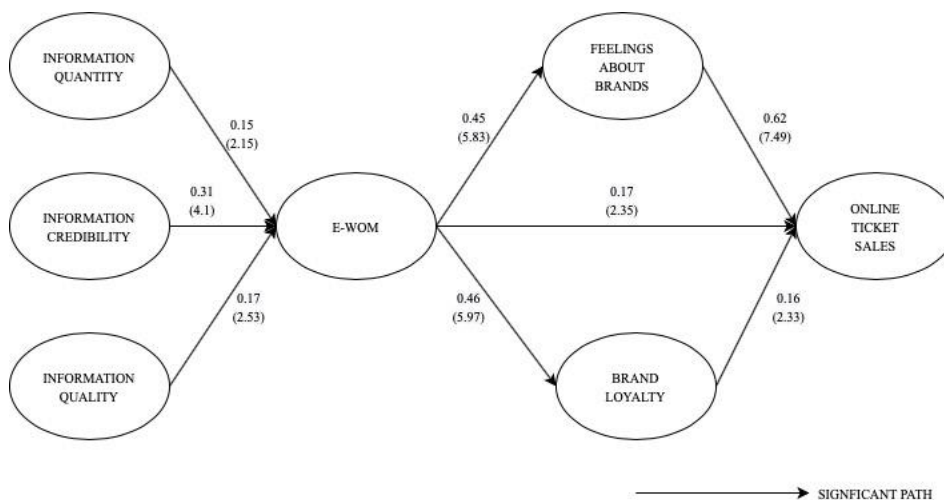 INFORMATION
QUANTITY
FEELINGS
ABOUT
BRANDS
0.15
(2.15)
0.45
(5.83)
0.62
(7.49)
0.31
(4.1)
0.17
(2.35)
INFORMATION
CREDIBILITY
E-WOM
ONLINE
TICKET
SALES
0.17
(2.53)
0.46
(5.97)
0.16
(2.33)
INFORMATION
QUALITY
BRAND
LOYALTY
SIGNFICANT PATH